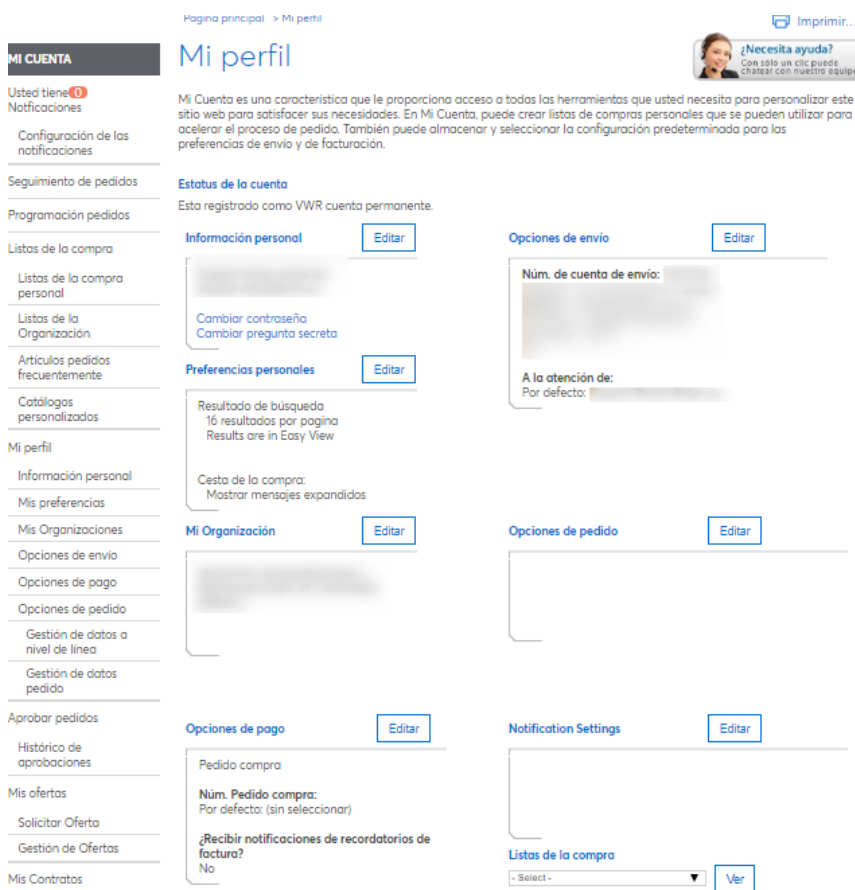 Pagina principal > Mi perfil
Imprimir...
Mi perfil
¿Necesita ayuda?
Con sólo un clic puede
chatear con nuestro equipo
MI CUENTA
Usted tiene 0
Notficaciones
Configuración de las
notificaciones
Seguimiento de pedidos
Programación pedidos
Listas de la compra
Listas de la compra
personal
Listas de la
Organización
Artículos pedidos
frecuentemente
Catálogos
personalizados
Mi perfil
Información personal
Mis preferencias
Mis Organizaciones
Opciones de envío
Opciones de pago
Opciones de pedido
Gestión de datos a
nivel de línea
Gestión de datos
pedido
Aprobar pedidos
Histórico de
aprobaciones
Mis ofertas
Solicitar Oferta
Gestión de Ofertas
Mis Contratos
Mi Cuenta es una característica que le proporciona acceso a todas las herramientas que usted necesita para personalizar este
sitio web para satisfacer sus necesidades. En Mi Cuenta, puede crear listas de compras personales que se pueden utilizar para
acelerar el proceso de pedido. También puede almacenar y seleccionar la configuración predeterminada para las
preferencias de envío y de facturación.
Estatus de la cuenta
Esta registrado como VWR cuenta permanente.
Información personal
Editar
Cambiar contraseña
Cambiar pregunta secreta
Opciones de envío
Editar
Núm. de cuenta de envío:
A la atención de:
Por defecto:
Preferencias personales
Editar
Resultado de búsqueda
16 resultados por pagina
Results are in Easy View
Cesta de la compra:
Mostrar mensajes expandidos
Mi Organización
Editar
Opciones de pedido
Editar
Opciones de pago
Editar
Pedido compra
Núm. Pedido compra:
Por defecto: (sin seleccionar)
¿Recibir notificaciones de recordatorios de
factura?
No
Notification Settings
Editar
Listas de la compra
- Select -
Ver